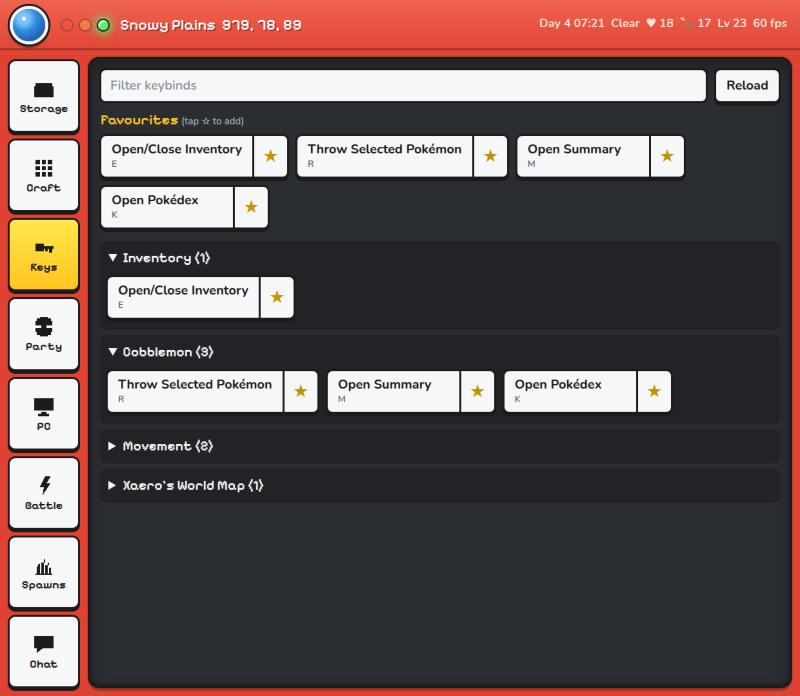 Snowy Plains 979, 78, 89
Day 4 07:21 Clear ♥ 18 🍗 17 Lv 23 60 fps
Storage
Craft
Keys
Party
PC
Battle
Spawns
Chat
Filter keybinds
Reload
Favourites (tap ☆ to add)
Open/Close Inventory ★
E
Throw Selected Pokémon ★
R
Open Summary ★
M
Open Pokédex ★
K
▼ Inventory (1)
Open/Close Inventory ★
E
▼ Cobblemon (3)
Throw Selected Pokémon ★
R
Open Summary ★
M
Open Pokédex ★
K
▶ Movement (2)
▶ Xaero's World Map (1)